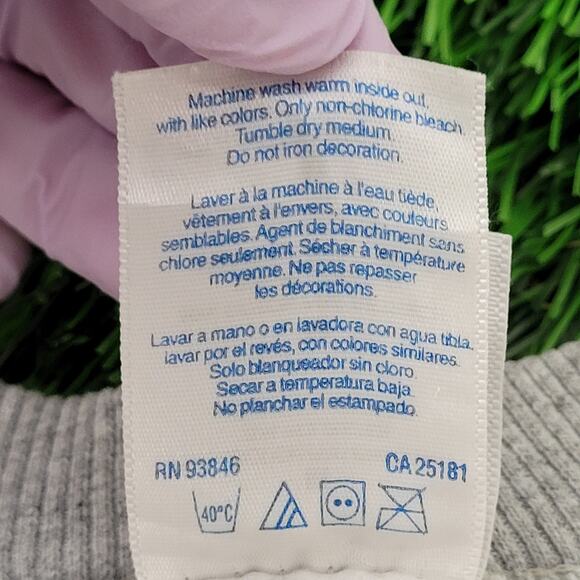 Machine wash warm inside out,
with like colors. Only non-chlorine bleach.
Tumble dry medium.
Do not iron decoration.
Laver à la machine à l'eau tiède,
vêtement à l'envers, avec couleurs
semblables. Agent de blanchiment sans
chlore seulement. Sécher à température
moyenne. Ne pas repasser
les décorations.
Lavar a mano o en lavadora con agua tibla.
lavar por el revés, con colores similares.
Solo blanqueador sin cloro.
Secar a temperatura baja.
No planchar el estampado.
RN 93846 CA 25181
40°C